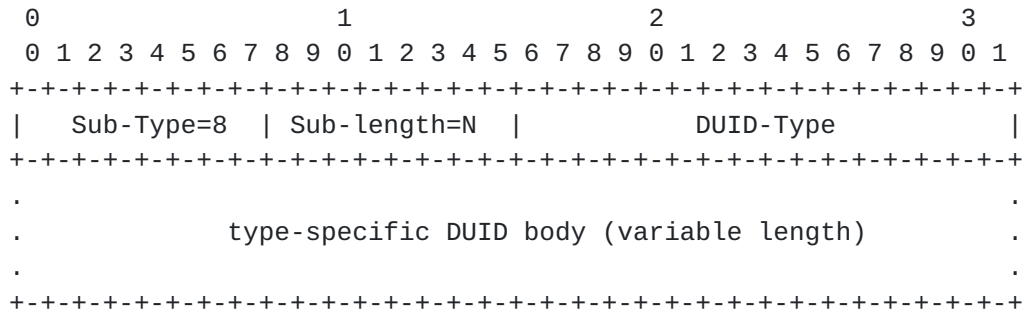 0                   1                   2                   3
 0 1 2 3 4 5 6 7 8 9 0 1 2 3 4 5 6 7 8 9 0 1 2 3 4 5 6 7 8 9 0 1
+-+-+-+-+-+-+-+-+-+-+-+-+-+-+-+-+-+-+-+-+-+-+-+-+-+-+-+-+-+-+-+-+
|   Sub-Type=8  | Sub-length=N  |           DUID-Type           |
+-+-+-+-+-+-+-+-+-+-+-+-+-+-+-+-+-+-+-+-+-+-+-+-+-+-+-+-+-+-+-+-+
.                                                               .
.             type-specific DUID body (variable length)         .
.                                                               .
+-+-+-+-+-+-+-+-+-+-+-+-+-+-+-+-+-+-+-+-+-+-+-+-+-+-+-+-+-+-+-+-+